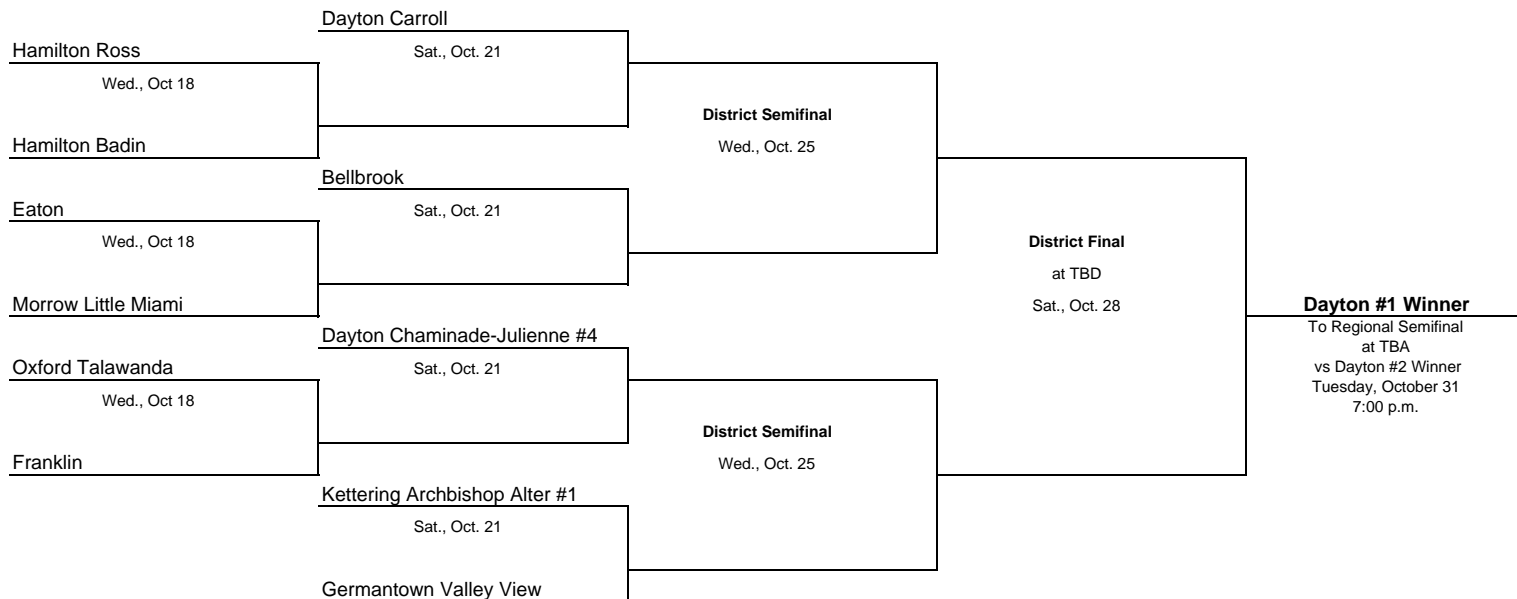 Dayton Carroll
Hamilton Ross
Sat., Oct. 21
Wed., Oct 18
District Semifinal
Hamilton Badin
Wed., Oct. 25
Bellbrook
Eaton
Sat., Oct. 21
Wed., Oct 18
District Final
at TBD
Morrow Little Miami
Sat., Oct. 28
Dayton #1 Winner
To Regional Semifinal
at TBA
vs Dayton #2 Winner
Tuesday, October 31
7:00 p.m.
Dayton Chaminade-Julienne #4
Oxford Talawanda
Sat., Oct. 21
Wed., Oct 18
District Semifinal
Franklin
Wed., Oct. 25
Kettering Archbishop Alter #1
Sat., Oct. 21
Germantown Valley View